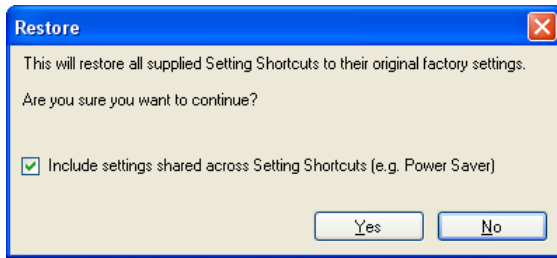 Restore
This will restore all supplied Setting Shortcuts to their original factory settings.
Are you sure you want to continue?
Include settings shared across Setting Shortcuts (e.g. Power Saver)
Yes
No